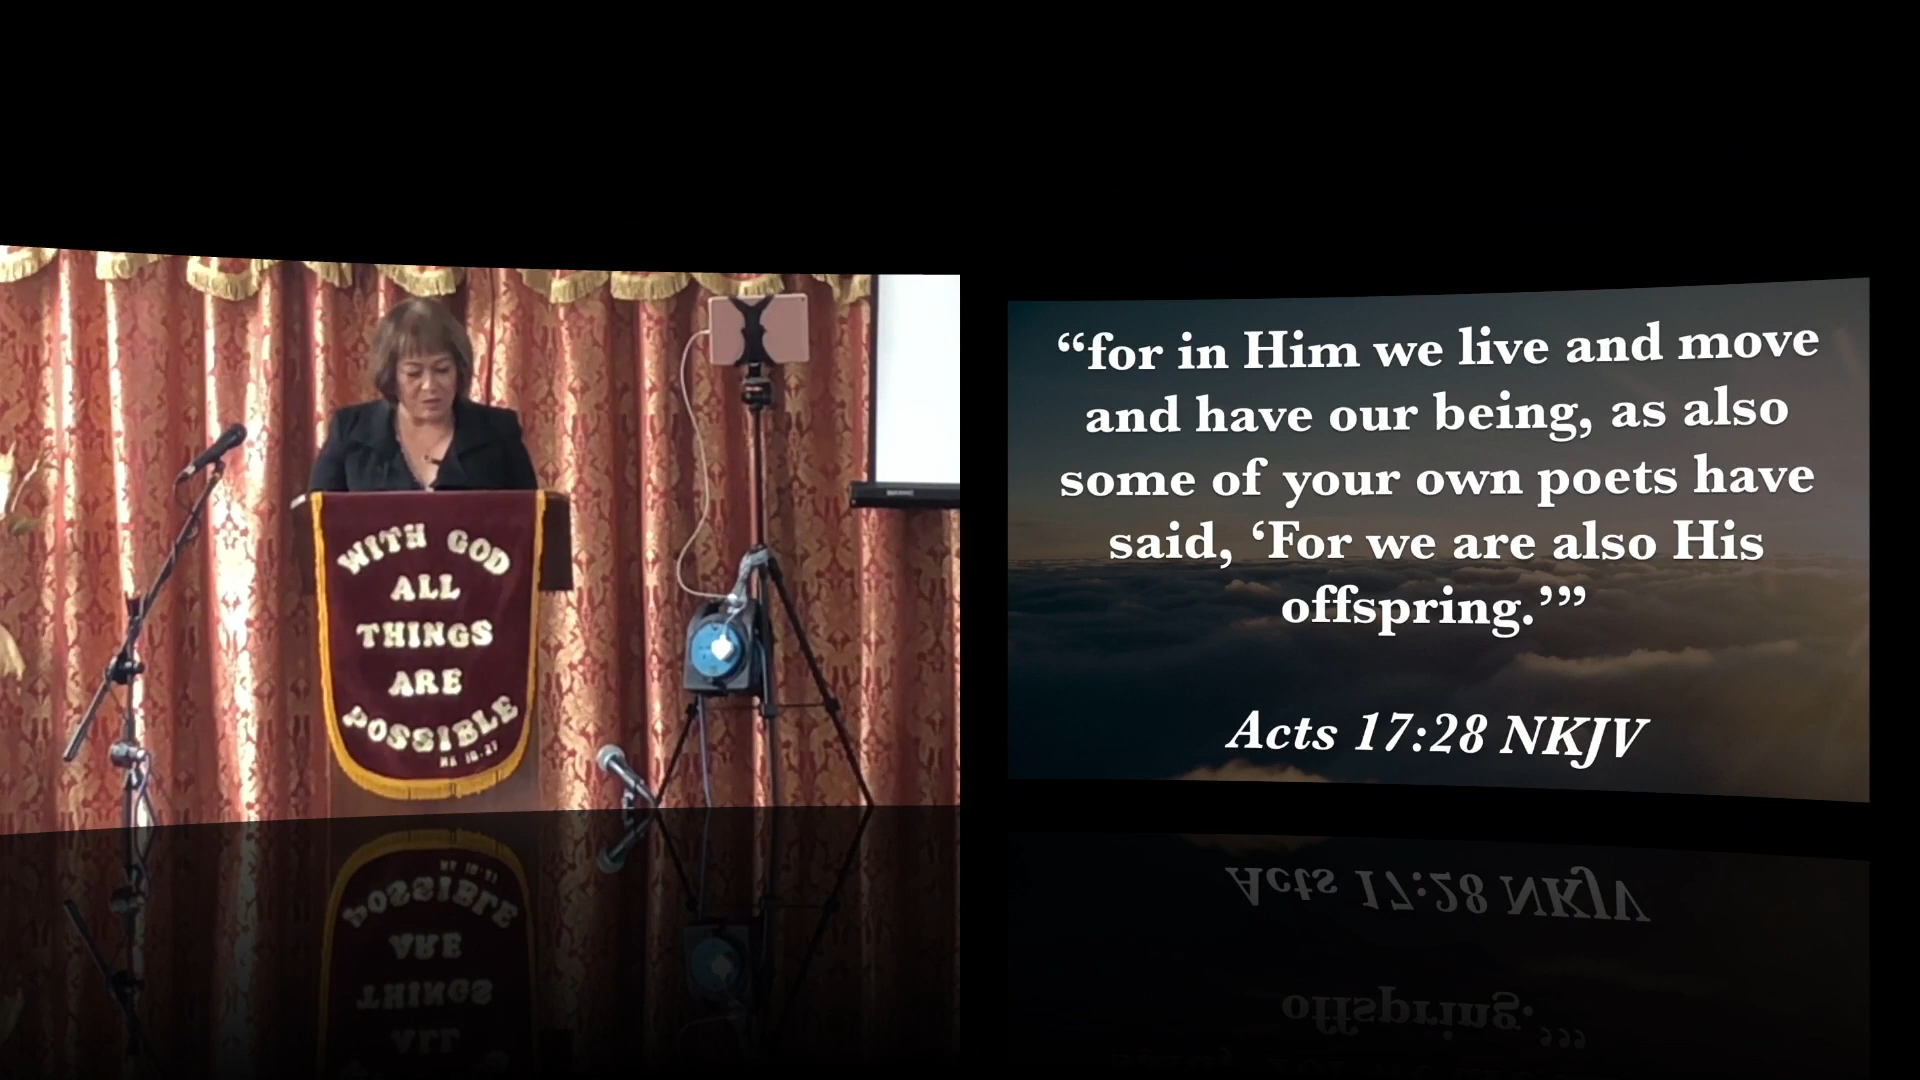 WITH GOD
ALL
THINGS
ARE
POSSIBLE
“for in Him we live and move
and have our being, as also
some of your own poets have
said, ‘For we are also His
offspring.’”
Acts 17:28 NKJV